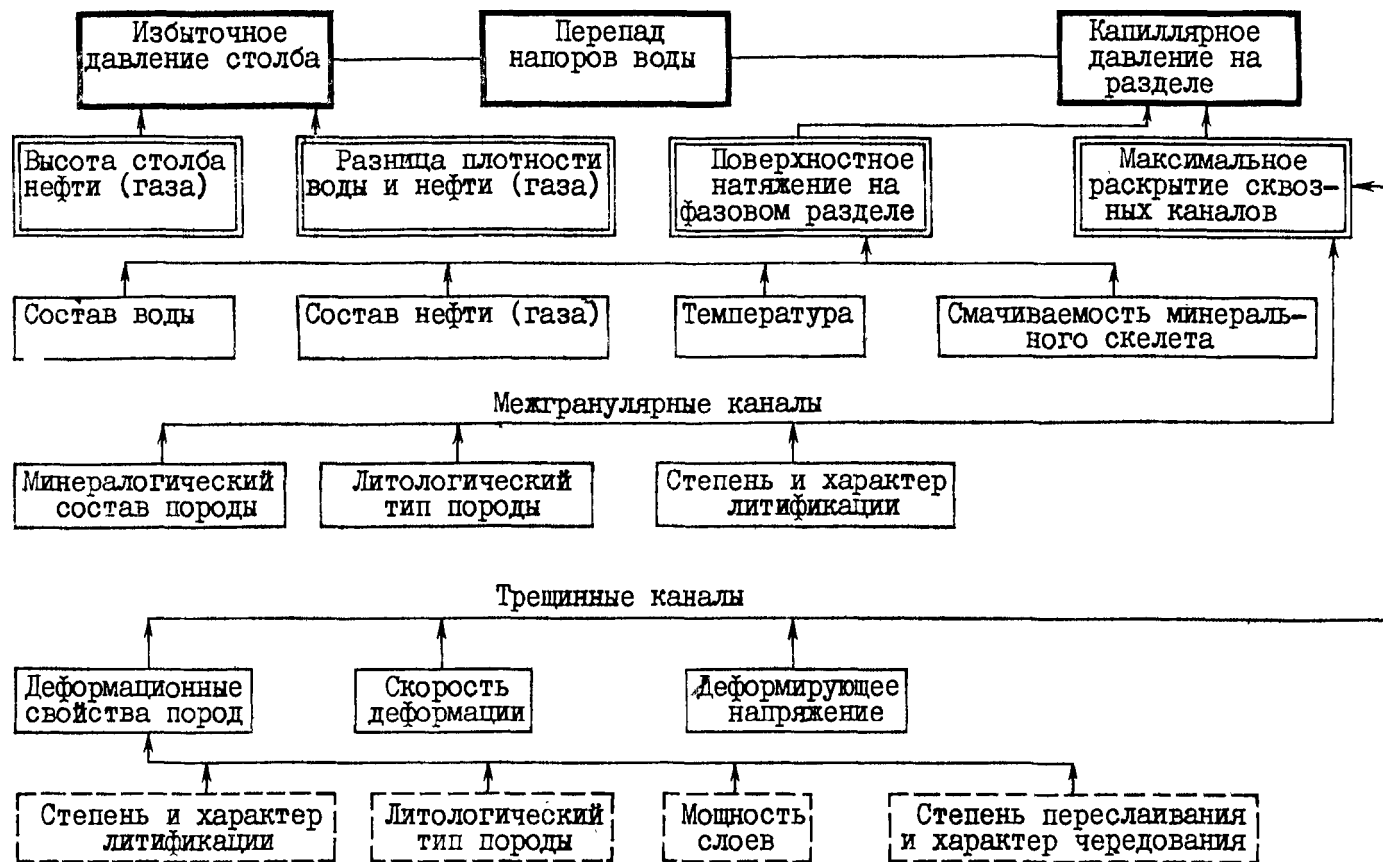 Избыточное
давление столба
Перепад
напоров воды
Капиллярное
давление на
разделе
Высота столба
нефти (газа)
Разница плотности
воды и нефти (газа)
Поверхностное
натяжение на
фазовом разделе
Максимальное
раскрытие сквоз-
ных каналов
Состав воды
Состав нефти (газа)
Температура
Смачиваемость минераль-
ного скелета
Межгранулярные каналы
Минералогический
состав породы
Литологический
тип породы
Степень и характер
литификации
Трещинные каналы
Деформационные
свойства пород
Скорость
деформации
Деформирующее
напряжение
Степень и характер
литификации
Литологический
тип породы
Мощность
слоев
Степень переслаивания
и характер чередования